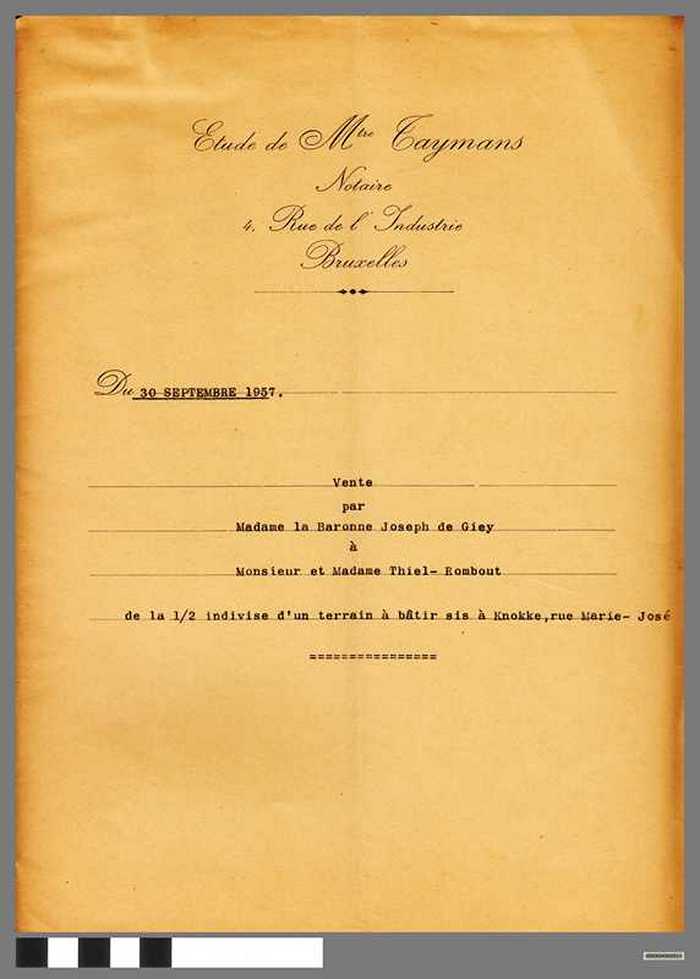 Etude de Mtre Taymans
Notaire
4, Rue de l'Industrie
Bruxelles
Du 30 SEPTEMBRE 1957.
Vente
par
Madame la Baronne Joseph de Giey
à
Monsieur et Madame Thiel- Rombout
de la 1/2 indivise d'un terrain à bâtir sis à Knokke,rue Marie- José
================